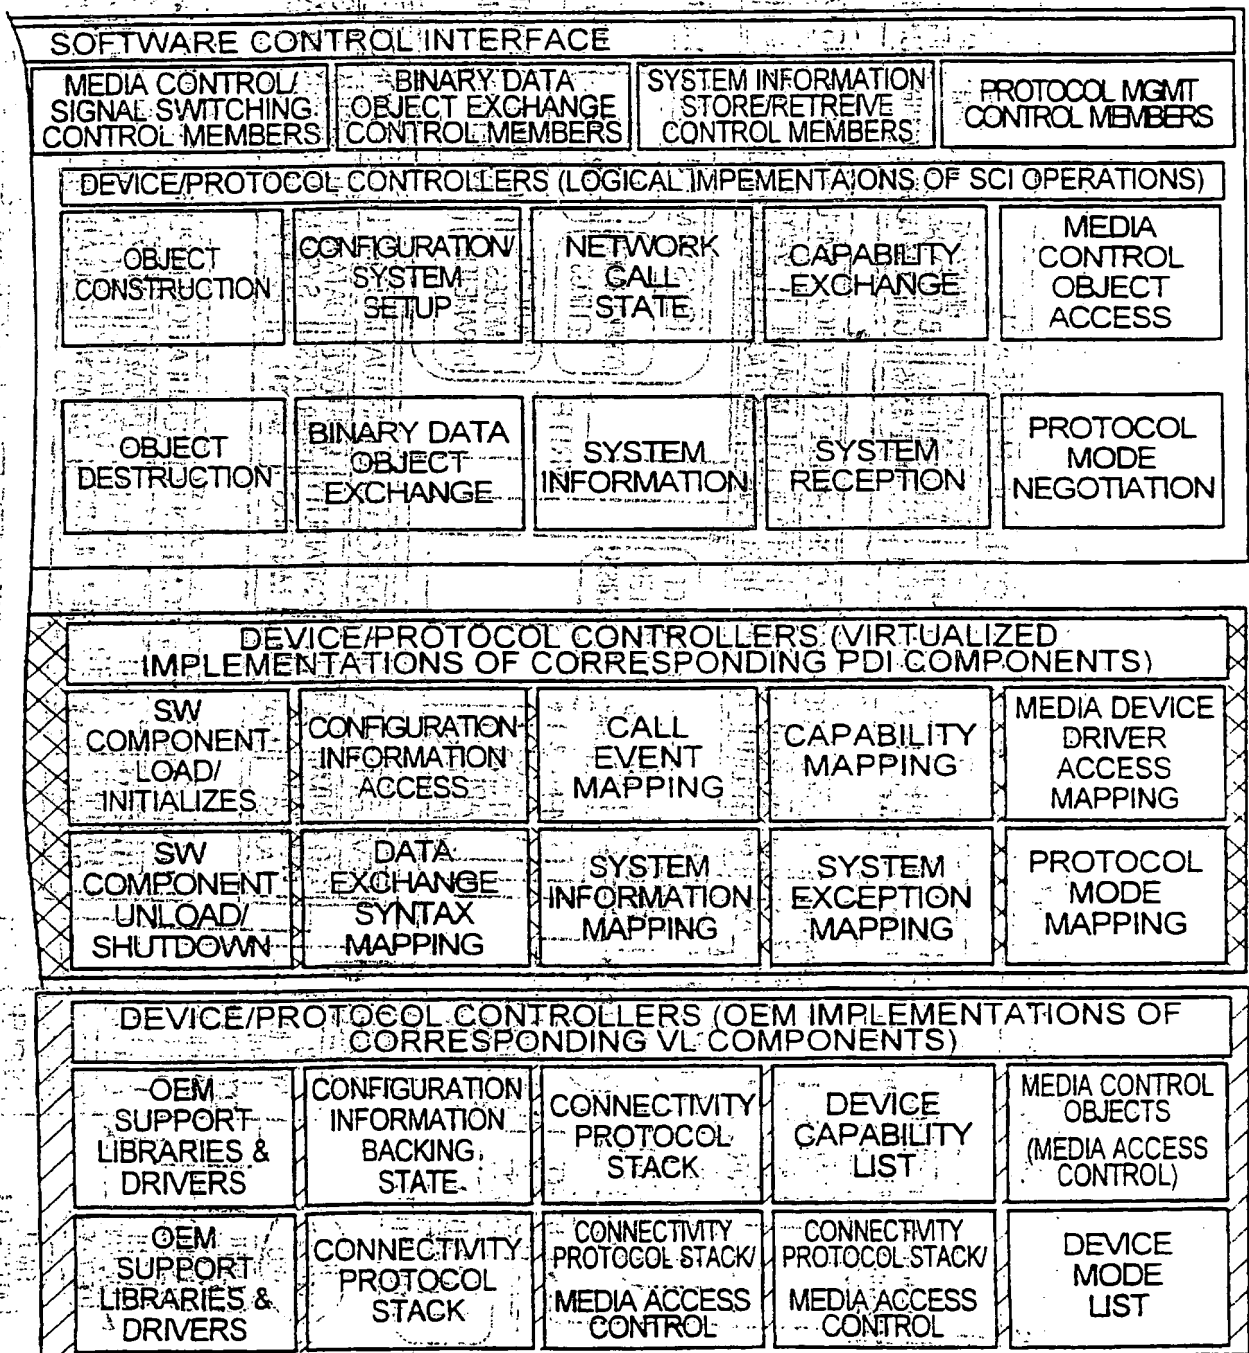 SOFTWARE CONTROL INTERFACE
MEDIA CONTROL/
SIGNAL SWITCHING
CONTROL MEMBERS
BINARY DATA
OBJECT EXCHANGE
CONTROL MEMBERS
SYSTEM INFORMATION
STORE/RETREIVE
CONTROL MEMBERS
PROTOCOL MGMT
CONTROL MEMBERS
DEVICE/PROTOCOL CONTROLLERS (LOGICAL IMPEMENTAIONS OF SCI OPERATIONS)
OBJECT
CONSTRUCTION
CONFIGURATION/
SYSTEM
SETUP
NETWORK
CALL
STATE
CAPABILITY
EXCHANGE
MEDIA
CONTROL
OBJECT
ACCESS
OBJECT
DESTRUCTION
BINARY DATA
OBJECT
EXCHANGE
SYSTEM
INFORMATION
SYSTEM
RECEPTION
PROTOCOL
MODE
NEGOTIATION
DEVICE/PROTOCOL CONTROLLERS (VIRTUALIZED
IMPLEMENTATIONS OF CORRESPONDING PDI COMPONENTS)
SW
COMPONENT
LOAD/
INITIALIZES
CONFIGURATION
INFORMATION
ACCESS
CALL
EVENT
MAPPING
CAPABILITY
MAPPING
MEDIA DEVICE
DRIVER
ACCESS
MAPPING
SW
COMPONENT
UNLOAD/
SHUTDOWN
DATA
EXCHANGE
SYNTAX
MAPPING
SYSTEM
INFORMATION
MAPPING
SYSTEM
EXCEPTION
MAPPING
PROTOCOL
MODE
MAPPING
DEVICE/PROTOCOL CONTROLLERS (OEM IMPLEMENTATIONS OF
CORRESPONDING VL COMPONENTS)
OEM
SUPPORT
LIBRARIES &
DRIVERS
CONFIGURATION
INFORMATION
BACKING
STATE
CONNECTIVITY
PROTOCOL
STACK
DEVICE
CAPABILITY
LIST
MEDIA CONTROL
OBJECTS
(MEDIA ACCESS
CONTROL)
OEM
SUPPORT
LIBRARIES &
DRIVERS
CONNECTIVITY
PROTOCOL
STACK
CONNECTIVITY
PROTOCOL STACK/
MEDIA ACCESS
CONTROL
CONNECTIVITY
PROTOCOL STACK/
MEDIA ACCESS
CONTROL
DEVICE
MODE
LIST